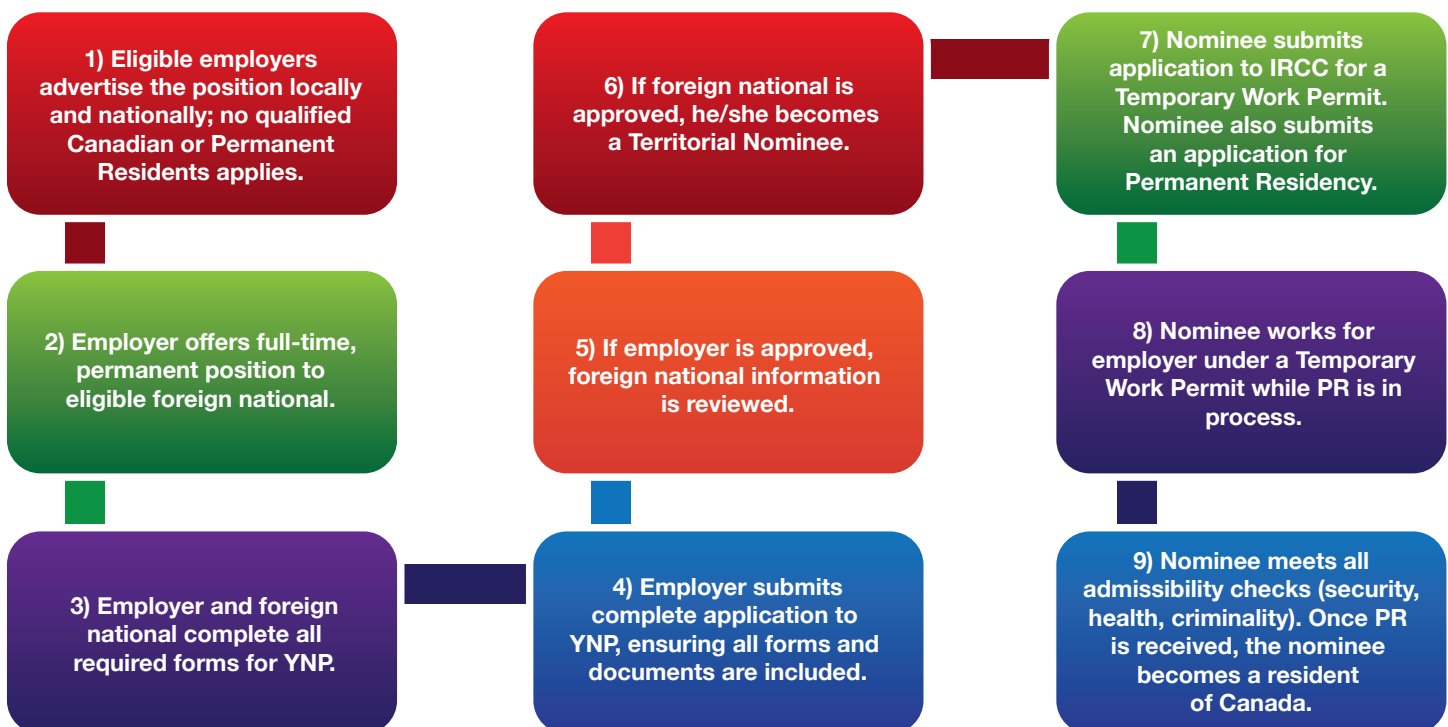 1) Eligible employers
advertise the position locally
and nationally; no qualified
Canadian or Permanent
Residents applies.
2) Employer offers full-time,
permanent position to
eligible foreign national.
3) Employer and foreign
national complete all
required forms for YNP.
4) Employer submits
complete application to
YNP, ensuring all forms and
documents are included.
5) If employer is approved,
foreign national information
is reviewed.
6) If foreign national is
approved, he/she becomes
a Territorial Nominee.
7) Nominee submits
application to IRCC for a
Temporary Work Permit.
Nominee also submits
an application for
Permanent Residency.
8) Nominee works for
employer under a Temporary
Work Permit while PR is in
process.
9) Nominee meets all
admissibility checks (security,
health, criminality). Once PR
is received, the nominee
becomes a resident
of Canada.